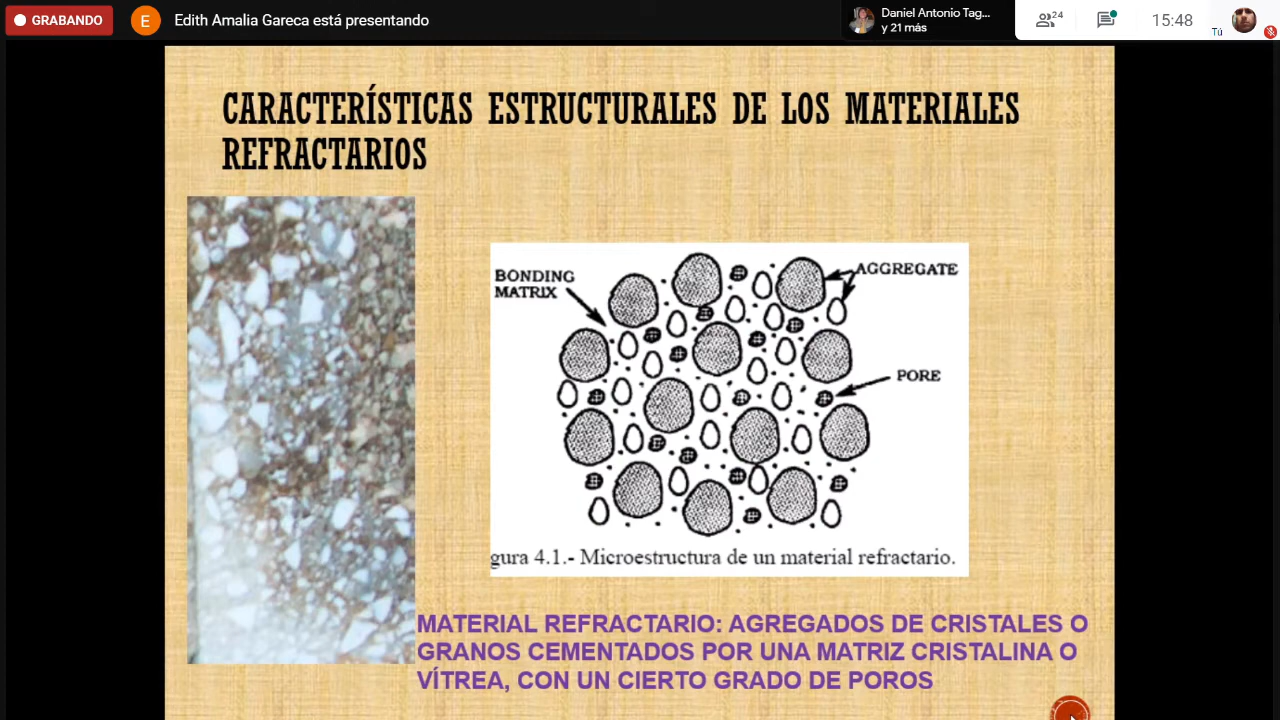 GRABANDO
E
Edith Amalia Gareca está presentando
Daniel Antonio Tag...
y 21 más
24
15:48
Tú
CARACTERÍSTICAS ESTRUCTURALES DE LOS MATERIALES
REFRACTARIOS
BONDING
MATRIX
AGGREGATE
PORE
gura 4.1.- Microestructura de un material refractario.
MATERIAL REFRACTARIO: AGREGADOS DE CRISTALES O
GRANOS CEMENTADOS POR UNA MATRIZ CRISTALINA O
VÍTREA, CON UN CIERTO GRADO DE POROS